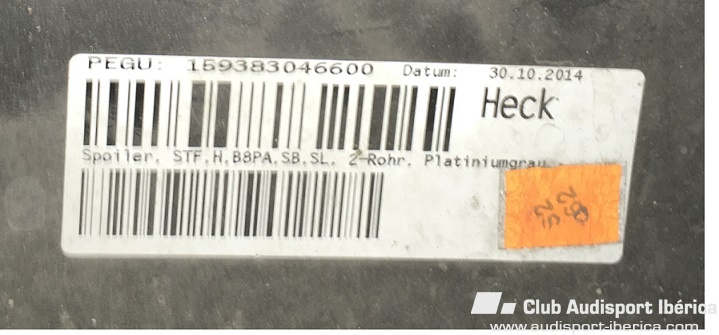 PEGU: 159383046600 Datum: 30.10.2014
Heck
Spoiler, STF.H.B8PA.SB.SL. 2-Rohr. Platiniumgrau
Club Audisport Ibérica
www.audisport-iberica.com